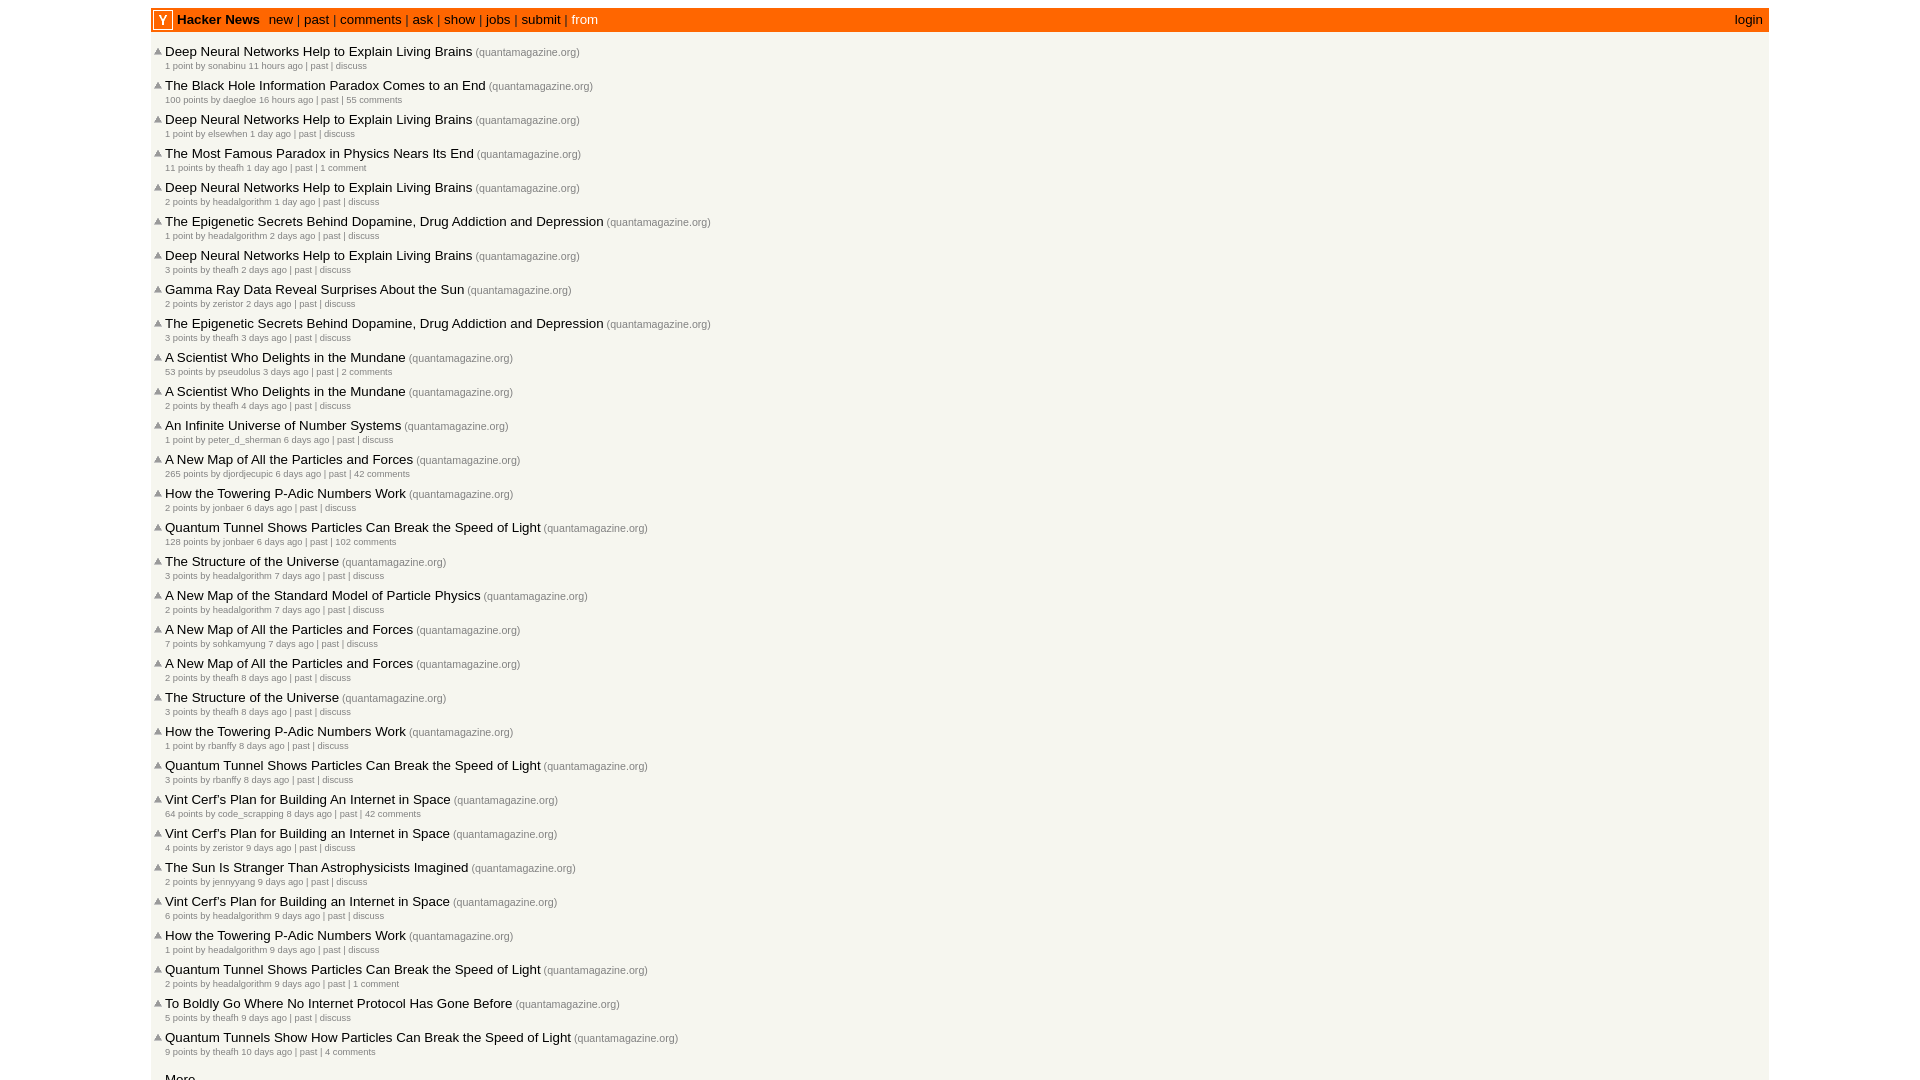 Y Hacker News new | past | comments | ask | show | jobs | submit | from login
Deep Neural Networks Help to Explain Living Brains (quantamagazine.org)
1 point by sonabinu 11 hours ago | past | discuss
The Black Hole Information Paradox Comes to an End (quantamagazine.org)
100 points by daegloe 16 hours ago | past | 55 comments
Deep Neural Networks Help to Explain Living Brains (quantamagazine.org)
1 point by elsewhen 1 day ago | past | discuss
The Most Famous Paradox in Physics Nears Its End (quantamagazine.org)
11 points by theafh 1 day ago | past | 1 comment
Deep Neural Networks Help to Explain Living Brains (quantamagazine.org)
2 points by headalgorithm 1 day ago | past | discuss
The Epigenetic Secrets Behind Dopamine, Drug Addiction and Depression (quantamagazine.org)
1 point by headalgorithm 2 days ago | past | discuss
Deep Neural Networks Help to Explain Living Brains (quantamagazine.org)
3 points by theafh 2 days ago | past | discuss
Gamma Ray Data Reveal Surprises About the Sun (quantamagazine.org)
2 points by zeristor 2 days ago | past | discuss
The Epigenetic Secrets Behind Dopamine, Drug Addiction and Depression (quantamagazine.org)
3 points by theafh 3 days ago | past | discuss
A Scientist Who Delights in the Mundane (quantamagazine.org)
53 points by pseudolus 3 days ago | past | 2 comments
A Scientist Who Delights in the Mundane (quantamagazine.org)
2 points by theafh 4 days ago | past | discuss
An Infinite Universe of Number Systems (quantamagazine.org)
1 point by peter_d_sherman 6 days ago | past | discuss
A New Map of All the Particles and Forces (quantamagazine.org)
265 points by djordjecupic 6 days ago | past | 42 comments
How the Towering P-Adic Numbers Work (quantamagazine.org)
2 points by jonbaer 6 days ago | past | discuss
Quantum Tunnel Shows Particles Can Break the Speed of Light (quantamagazine.org)
128 points by jonbaer 6 days ago | past | 102 comments
The Structure of the Universe (quantamagazine.org)
3 points by headalgorithm 7 days ago | past | discuss
A New Map of the Standard Model of Particle Physics (quantamagazine.org)
2 points by headalgorithm 7 days ago | past | discuss
A New Map of All the Particles and Forces (quantamagazine.org)
7 points by sohkamyung 7 days ago | past | discuss
A New Map of All the Particles and Forces (quantamagazine.org)
2 points by theafh 8 days ago | past | discuss
The Structure of the Universe (quantamagazine.org)
3 points by theafh 8 days ago | past | discuss
How the Towering P-Adic Numbers Work (quantamagazine.org)
1 point by rbanffy 8 days ago | past | discuss
Quantum Tunnel Shows Particles Can Break the Speed of Light (quantamagazine.org)
3 points by rbanffy 8 days ago | past | discuss
Vint Cerf's Plan for Building An Internet in Space (quantamagazine.org)
64 points by code_scrapping 8 days ago | past | 42 comments
Vint Cerf's Plan for Building an Internet in Space (quantamagazine.org)
4 points by zeristor 9 days ago | past | discuss
The Sun Is Stranger Than Astrophysicists Imagined (quantamagazine.org)
2 points by jennyyang 9 days ago | past | discuss
Vint Cerf's Plan for Building an Internet in Space (quantamagazine.org)
6 points by headalgorithm 9 days ago | past | discuss
How the Towering P-Adic Numbers Work (quantamagazine.org)
1 point by headalgorithm 9 days ago | past | discuss
Quantum Tunnel Shows Particles Can Break the Speed of Light (quantamagazine.org)
2 points by headalgorithm 9 days ago | past | 1 comment
To Boldly Go Where No Internet Protocol Has Gone Before (quantamagazine.org)
5 points by theafh 9 days ago | past | discuss
Quantum Tunnels Show How Particles Can Break the Speed of Light (quantamagazine.org)
9 points by theafh 10 days ago | past | 4 comments
More